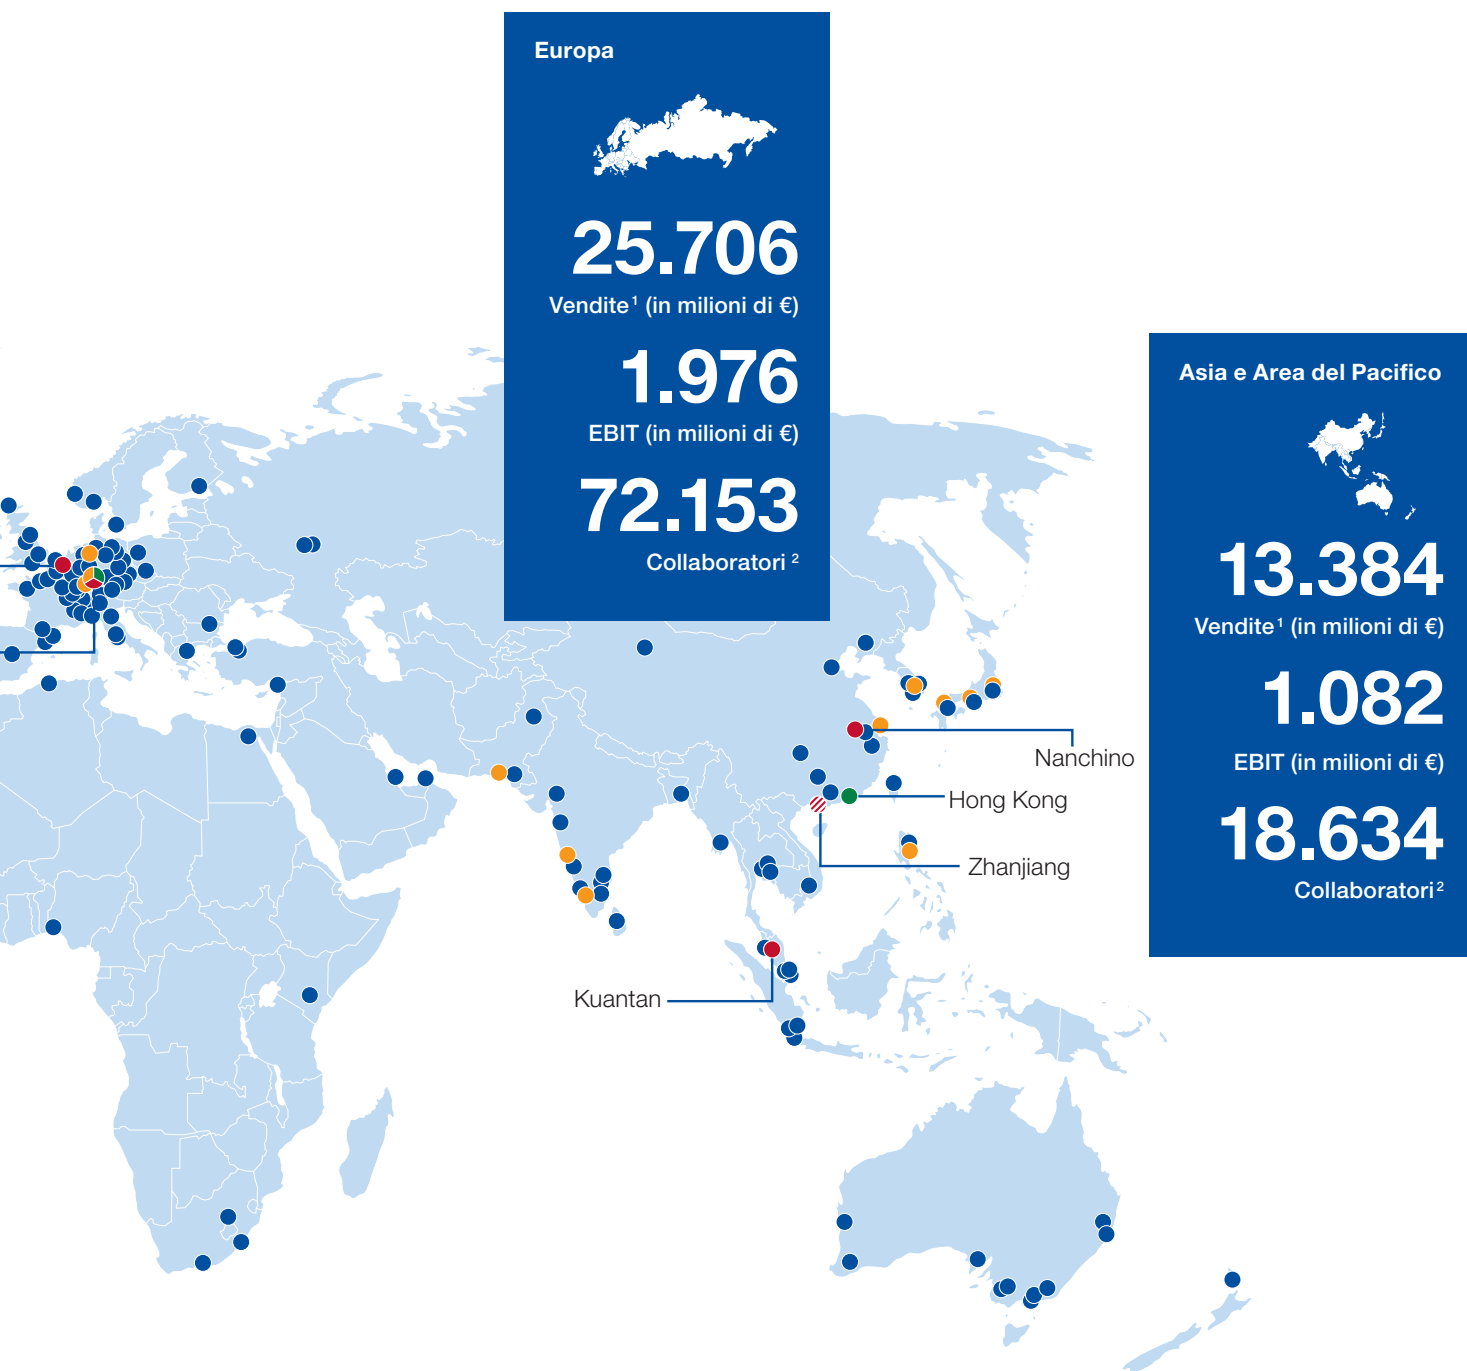 Europa
25.706
Vendite¹ (in milioni di €)
1.976
EBIT (in milioni di €)
72.153
Collaboratori ²
Asia e Area del Pacifico
13.384
Vendite¹ (in milioni di €)
1.082
EBIT (in milioni di €)
18.634
Collaboratori²
Nanchino
Hong Kong
Zhanjiang
Kuantan